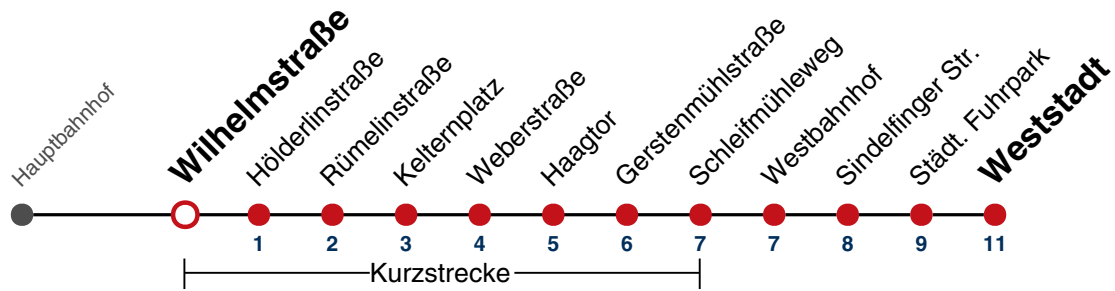 Hauptbahnhof
Wilhelmstraße
Hölderlinstraße
Rümelinstraße
Kelternplatz
Weberstraße
Haagtor
Gerstenmühlstraße
Schleifmühleweg
Westbahnhof
Sindelfinger Str.
Städt. Fuhrpark
Weststadt
1 2 3 4 5 6 7 7 8 9 11
Kurzstrecke